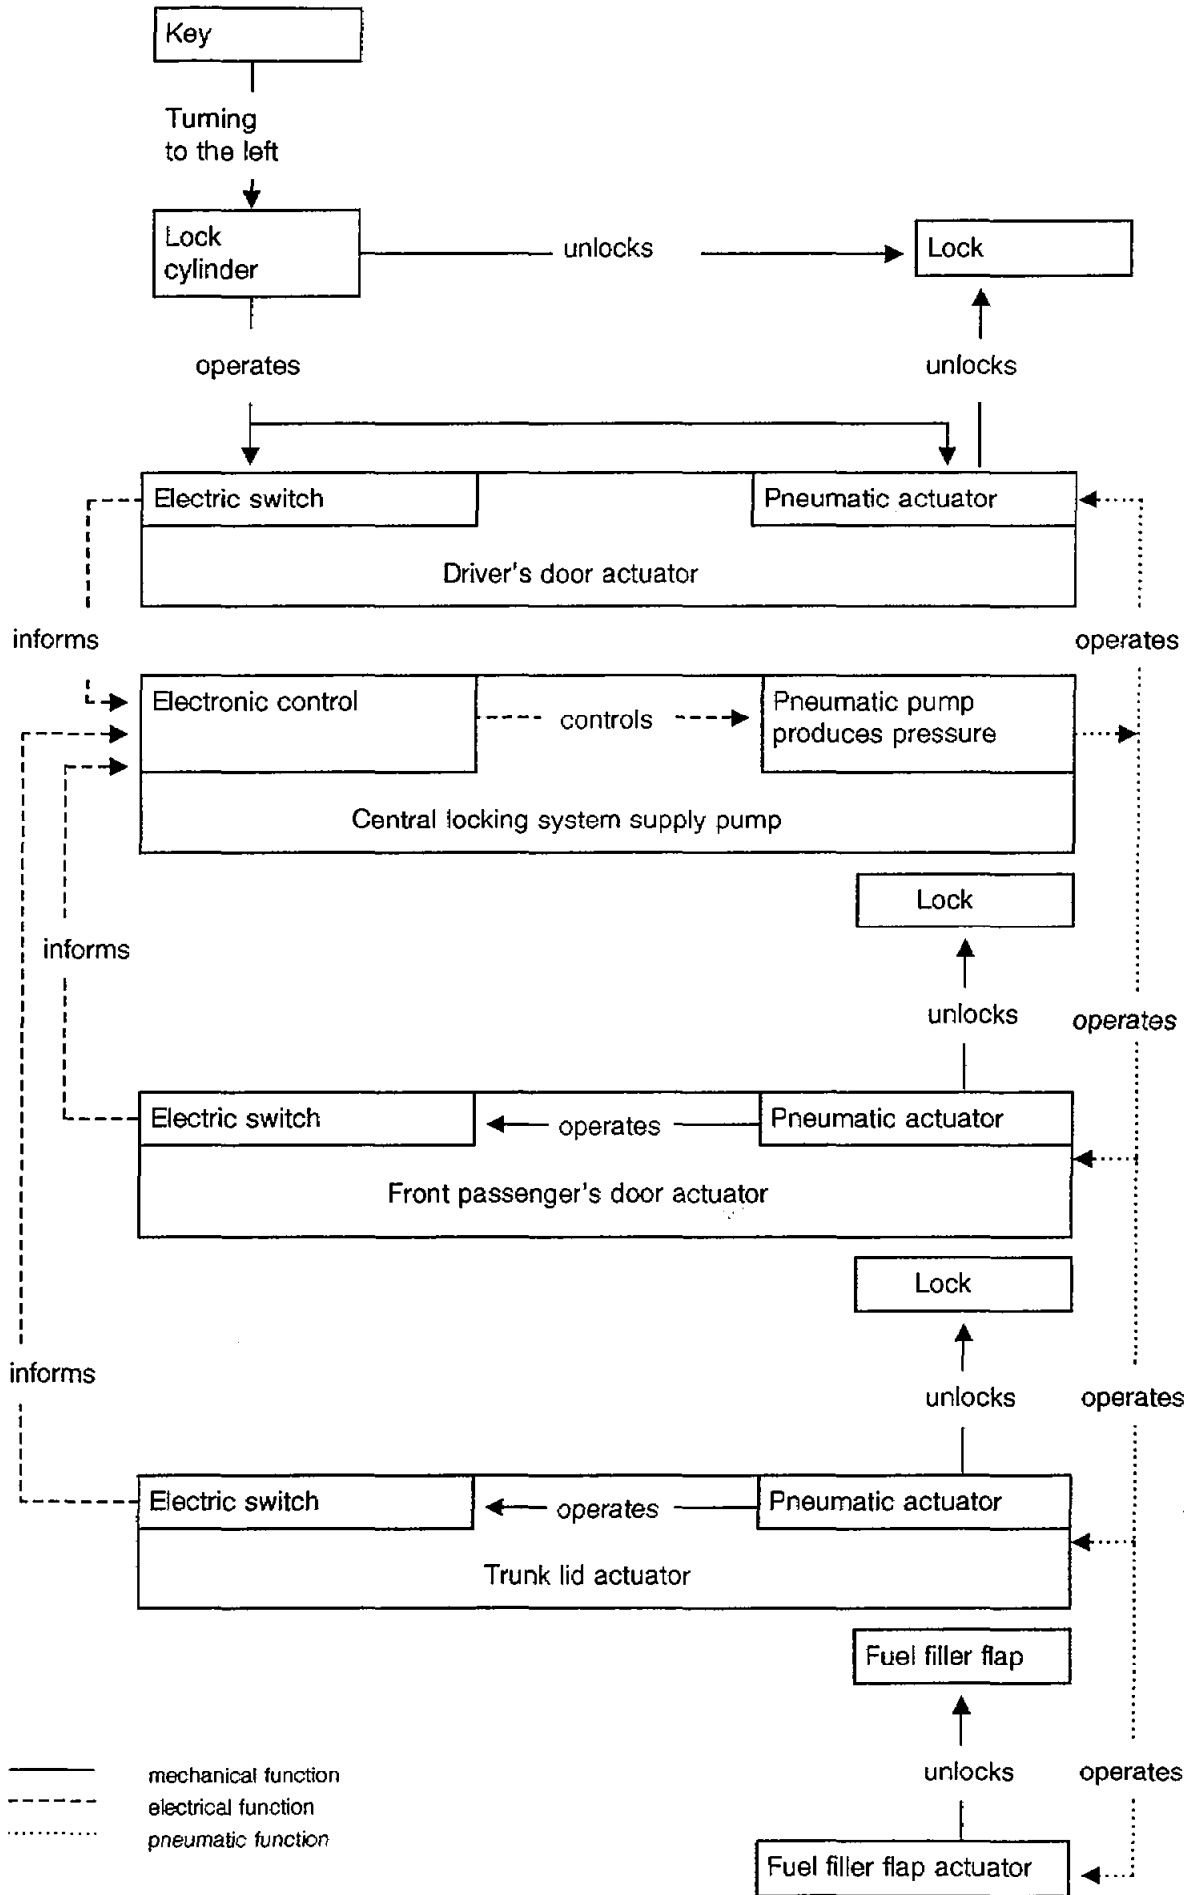 Key
Turning
to the left
Lock
cylinder
unlocks
Lock
operates
unlocks
Electric switch
Pneumatic actuator
Driver's door actuator
informs
operates
Electronic control
controls
Pneumatic pump
produces pressure
Central locking system supply pump
Lock
informs
unlocks
operates
Electric switch
operates
Pneumatic actuator
Front passenger's door actuator
Lock
informs
unlocks
operates
Electric switch
operates
Pneumatic actuator
Trunk lid actuator
Fuel filler flap
unlocks
operates
mechanical function
electrical function
pneumatic function
Fuel filler flap actuator